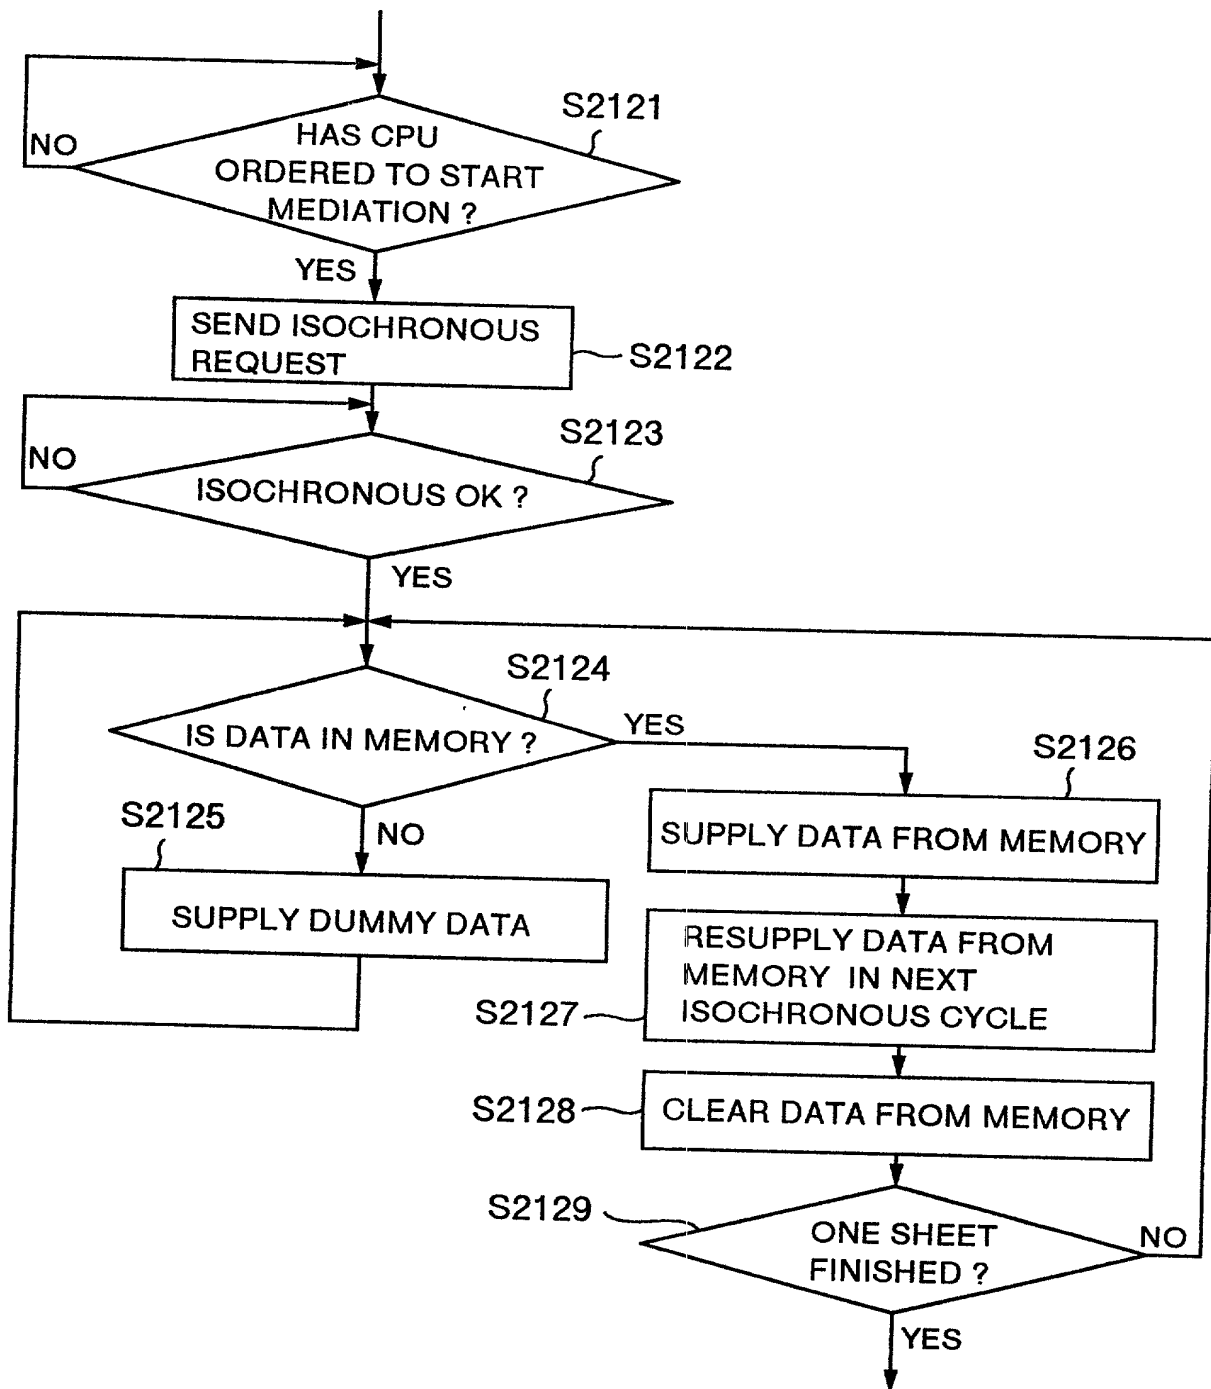 S2121
HAS CPU
ORDERED TO START
MEDIATION ?
NO
YES
SEND ISOCHRONOUS
REQUEST
S2122
S2123
NO
ISOCHRONOUS OK ?
YES
S2124
IS DATA IN MEMORY ?
YES
S2126
S2125
NO
SUPPLY DATA FROM MEMORY
SUPPLY DUMMY DATA
RESUPPLY DATA FROM
MEMORY IN NEXT
ISOCHRONOUS CYCLE
S2127
S2128
CLEAR DATA FROM MEMORY
S2129
ONE SHEET
FINISHED ?
NO
YES